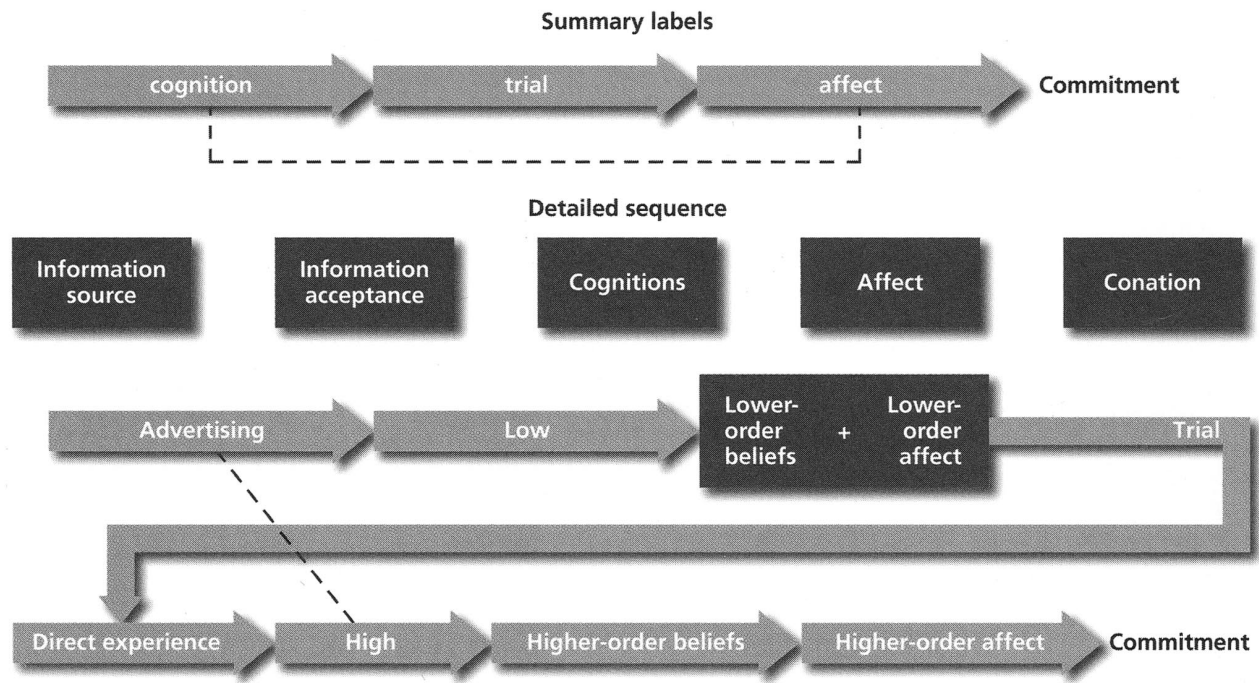 Summary labels
cognition trial affect Commitment
Detailed sequence
Information
source
Information
acceptance
Cognitions
Affect
Conation
Advertising
Low
Lower-
order
beliefs
+
Lower-
order
affect
Trial
Direct experience
High
Higher-order beliefs
Higher-order affect
Commitment